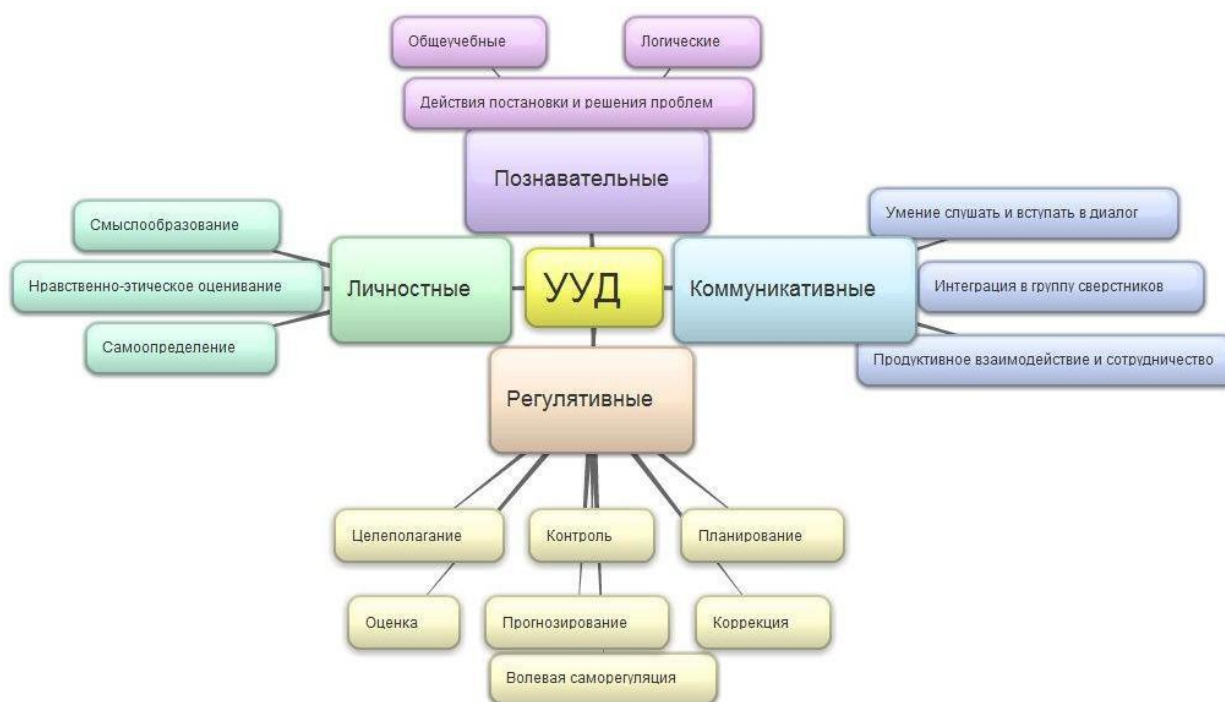 Общеучебные
Логические
Действия постановки и решения проблем
Познавательные
Смыслообразование
Нравственно-этическое оценивание
Самоопределение
Личностные
УУД
Коммуникативные
Умение слушать и вступать в диалог
Интеграция в группу сверстников
Продуктивное взаимодействие и сотрудничество
Регулятивные
Целеполагание
Контроль
Планирование
Оценка
Прогнозирование
Коррекция
Волевая саморегуляция